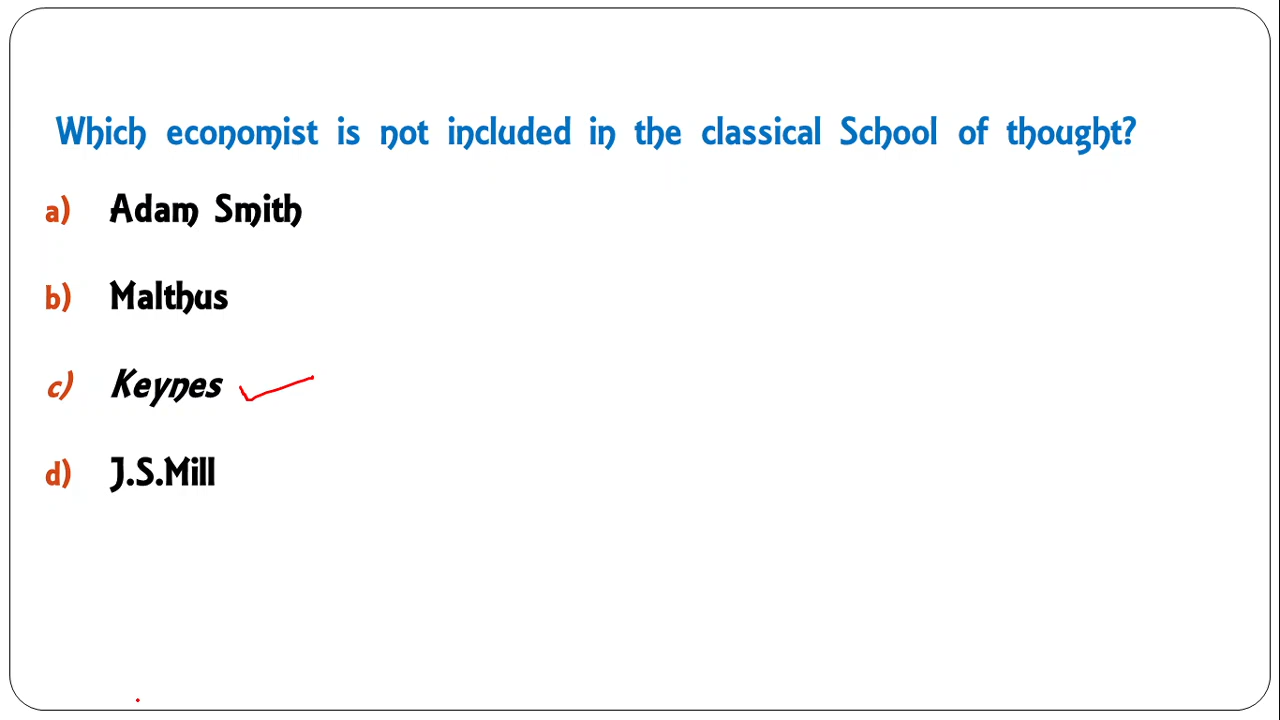 Which economist is not included in the classical School of thought?
a) Adam Smith
b) Malthus
c) Keynes
d) J.S.Mill